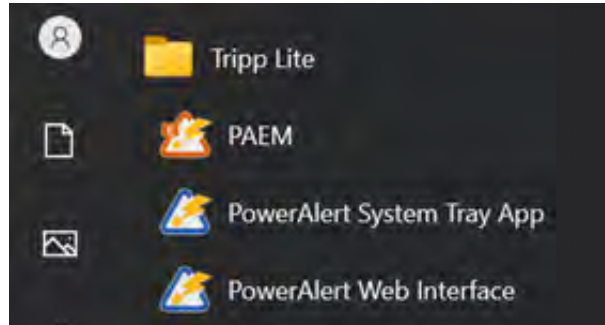 Tripp Lite
PAEM
PowerAlert System Tray App
PowerAlert Web Interface